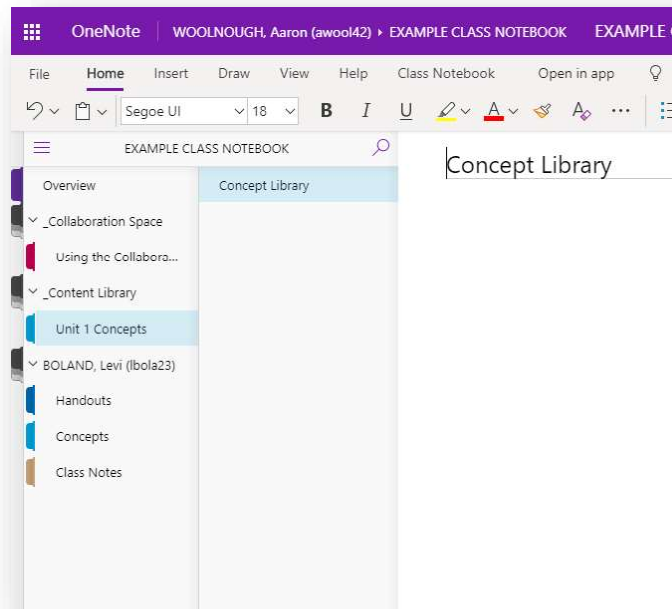 OneNote WOOLNOUGH, Aaron (awool42) ▸ EXAMPLE CLASS NOTEBOOK EXAMPLE
File Home Insert Draw View Help Class Notebook Open in app
Segoe UI 18 B I U A A ...
EXAMPLE CLASS NOTEBOOK
Overview
_Collaboration Space
Using the Collabora...
_Content Library
Unit 1 Concepts
BOLAND, Levi (lbola23)
Handouts
Concepts
Class Notes
Concept Library
Concept Library